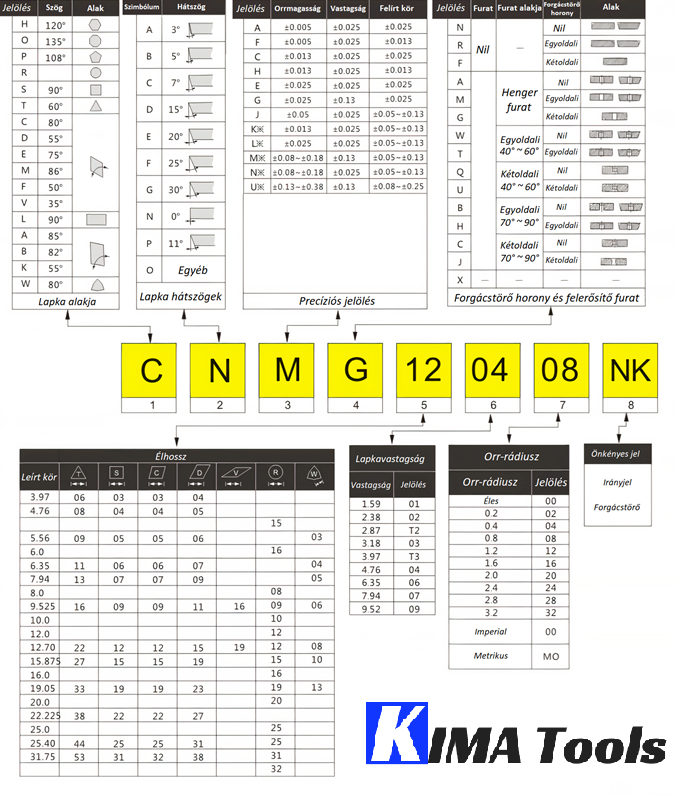 Jelölés Szög Alak
H 120°
O 135°
P 108°
R
S 90°
T 60°
C 80°
D 55°
E 75°
M 86°
F 50°
V 35°
L 90°
A 85°
B 82°
K 55°
W 80°
Lapka alakja
Szimbólum Hátszög
A 3°
B 5°
C 7°
D 15°
E 20°
F 25°
G 30°
N 0°
P 11°
O Egyéb
Lapka hátszögek
Jelölés Orrmagasság Vastagság Felírt kör
A ±0.005 ±0.025 ±0.025
F ±0.005 ±0.025 ±0.013
C ±0.013 ±0.025 ±0.025
H ±0.013 ±0.025 ±0.013
E ±0.025 ±0.025 ±0.025
G ±0.025 ±0.13 ±0.025
J ±0.05 ±0.025 ±0.05~±0.13
K※ ±0.013 ±0.025 ±0.05~±0.13
L※ ±0.025 ±0.025 ±0.05~±0.13
M※ ±0.08~±0.18 ±0.13 ±0.05~±0.13
N※ ±0.08~±0.18 ±0.025 ±0.05~±0.13
U※ ±0.13~±0.38 ±0.13 ±0.08~±0.25
Precíziós jelölés
Jelölés Furat Furat alakja Forgácstörő horony Alak
N Nil — Nil
R Egyoldali
F Kétoldali
A Henger furat Nil
M Egyoldali
G Kétoldali
W Egyoldali 40° ~ 60° Nil
T Egyoldali
Q Kétoldali 40° ~ 60° Nil
U Kétoldali
B Egyoldali 70° ~ 90° Nil
H Egyoldali
C Kétoldali 70° ~ 90° Nil
J Kétoldali
X — — — —
Forgácstörő horony és felerősítő furat
C N M G 12 04 08 NK
1 2 3 4 5 6 7 8
Élhossz
Leírt kör T S C D V R W
3.97 06 03 03 04
4.76 08 04 04 05
15
5.56 09 05 05 06 03
6.0 16
6.35 11 06 06 07 04
7.94 13 07 07 09 05
8.0 08
9.525 16 09 09 11 16 09 06
10.0 10
12.0 12
12.70 22 12 12 15 19 12 08
15.875 27 15 15 19 15 10
16.0 16
19.05 33 19 19 23 19 13
20.0 20
22.225 38 22 22 27
25.0 25
25.40 44 25 25 31 25
31.75 53 31 32 38 31
32
Lapkavastagság
Vastagság Jelölés
1.59 01
2.38 02
2.87 T2
3.18 03
3.97 T3
4.76 04
6.35 06
7.94 07
9.52 09
Orr-rádiusz
Orr-rádiusz Jelölés
Éles 00
0.2 02
0.4 04
0.8 08
1.2 12
1.6 16
2.0 20
2.4 24
2.8 28
3.2 32
Imperial 00
Metrikus MO
Önkényes jel
Irányjel
Forgácstörő
KIMA Tools